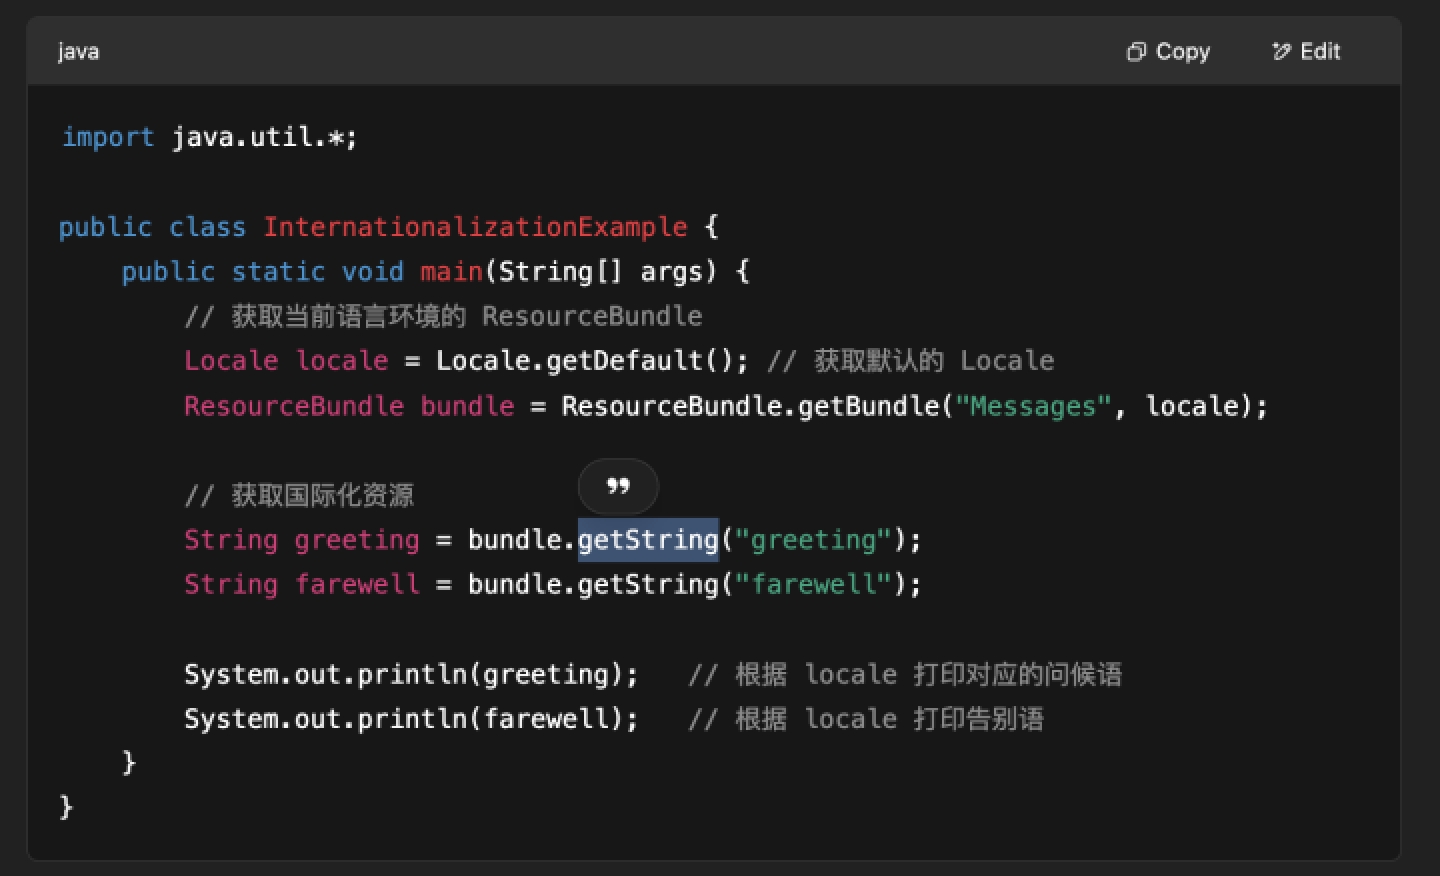 java
Copy
Edit
import java.util.*;
public class InternationalizationExample {
    public static void main(String[] args) {
        // 获取当前语言环境的 ResourceBundle
        Locale locale = Locale.getDefault(); // 获取默认的 Locale
        ResourceBundle bundle = ResourceBundle.getBundle("Messages", locale);
        // 获取国际化资源
        String greeting = bundle.getString("greeting");
        String farewell = bundle.getString("farewell");
        System.out.println(greeting);   // 根据 locale 打印对应的问候语
        System.out.println(farewell);   // 根据 locale 打印告别语
    }
}